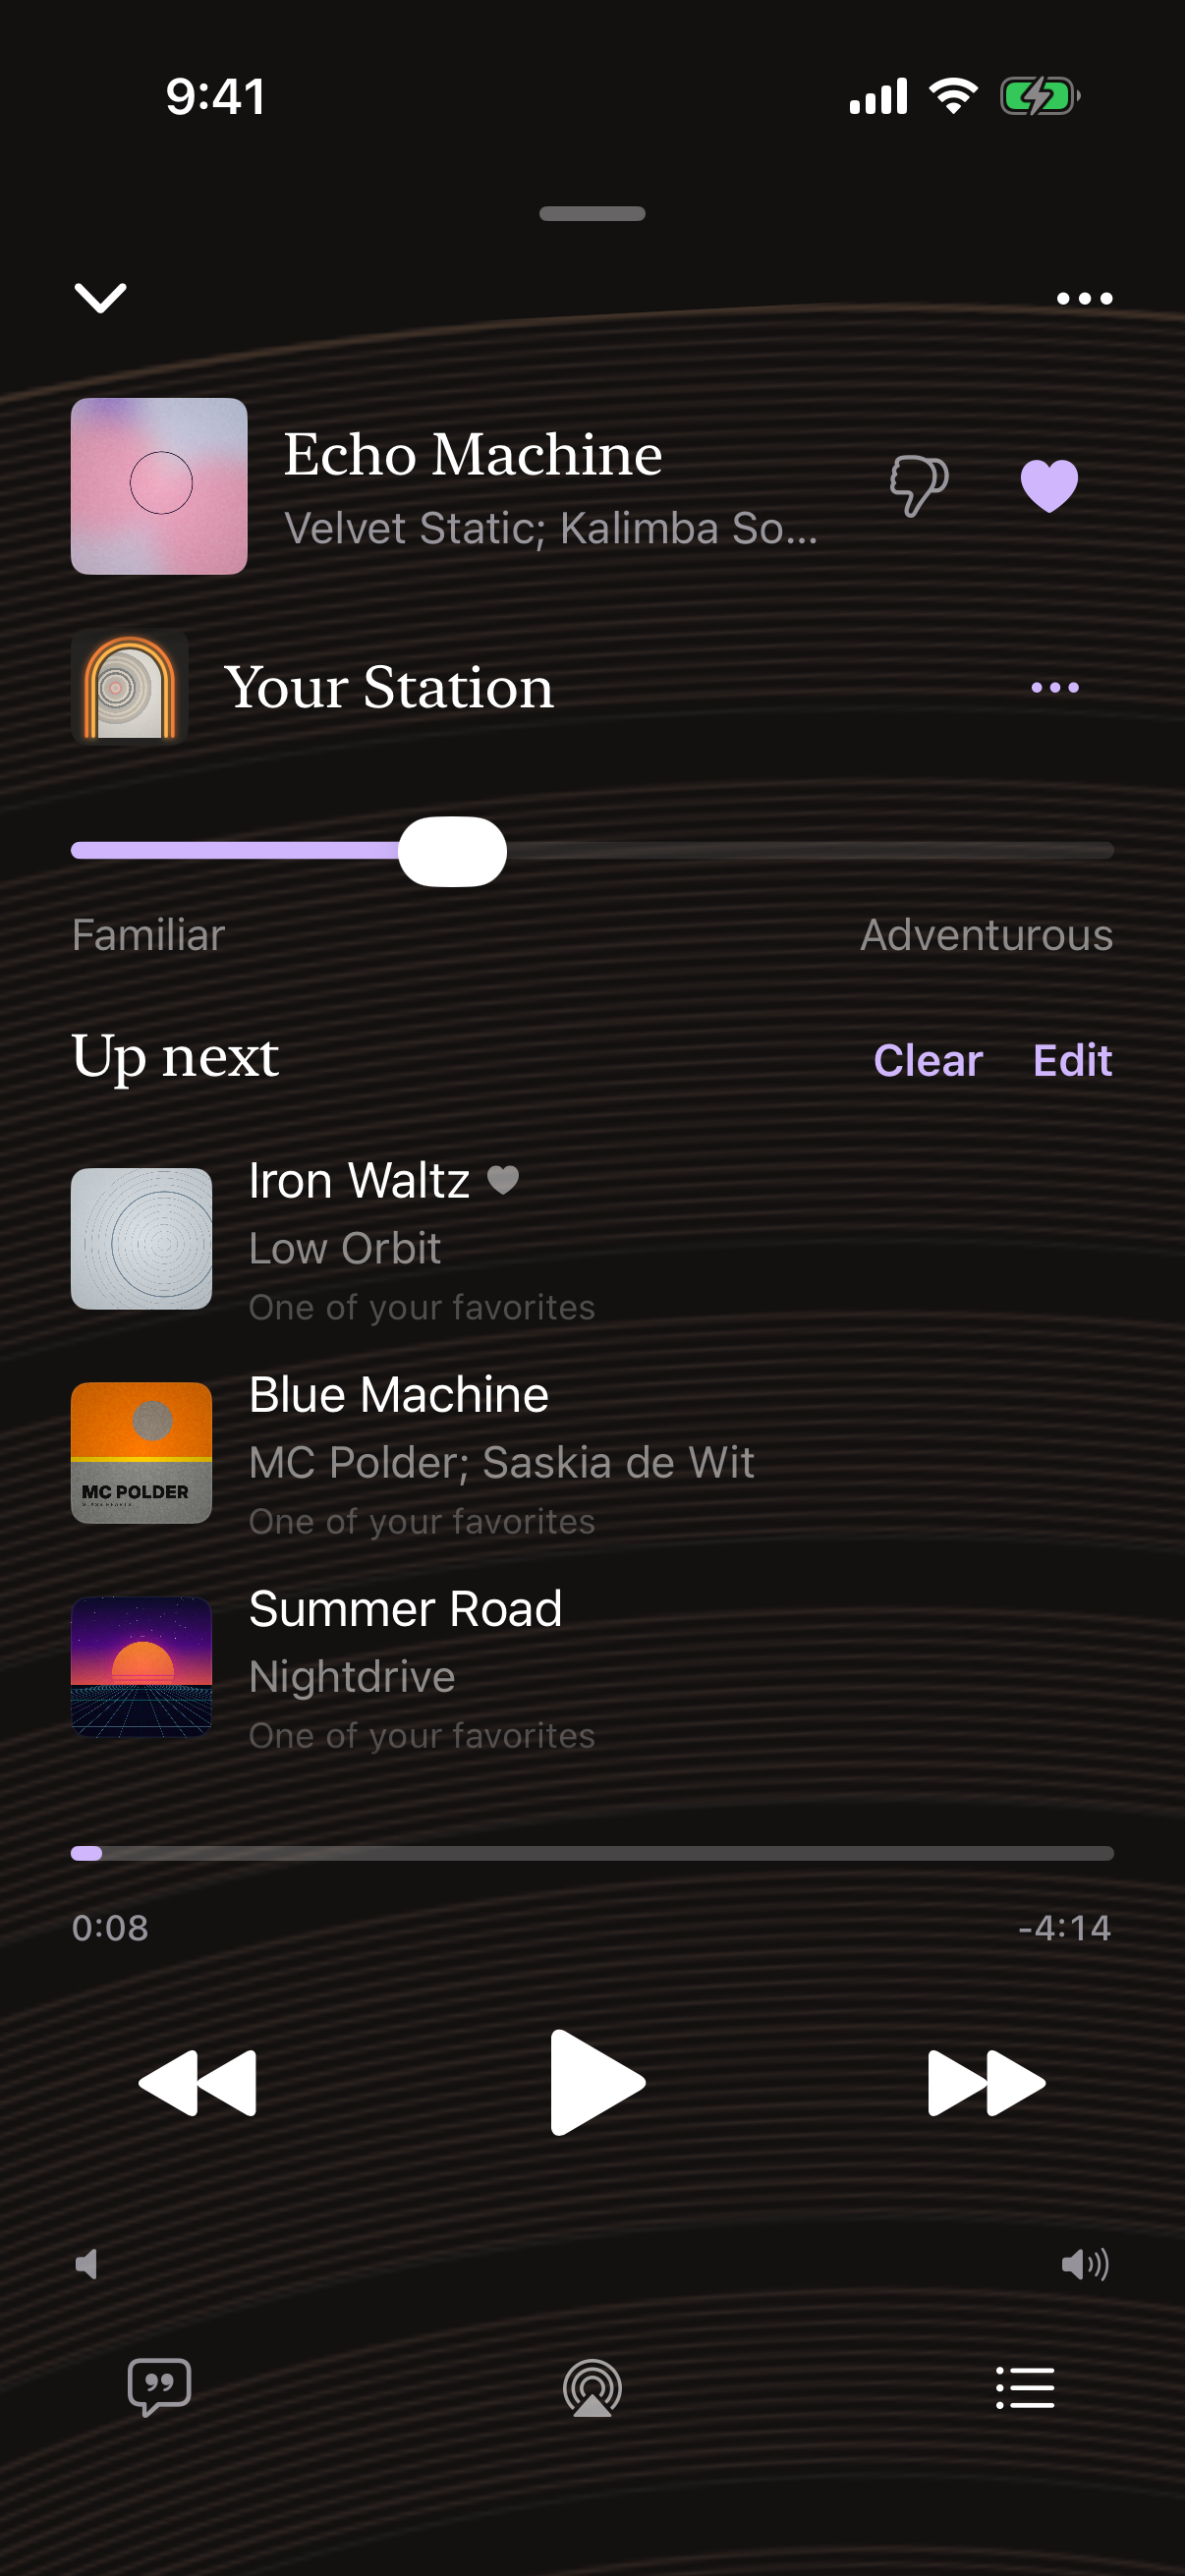 9:41
Echo Machine
Velvet Static; Kalimba So...
Your Station
Familiar
Adventurous
Up next
Clear
Edit
Iron Waltz
Low Orbit
One of your favorites
MC POLDER
Blue Machine
MC Polder; Saskia de Wit
One of your favorites
Summer Road
Nightdrive
One of your favorites
0:08
-4:14